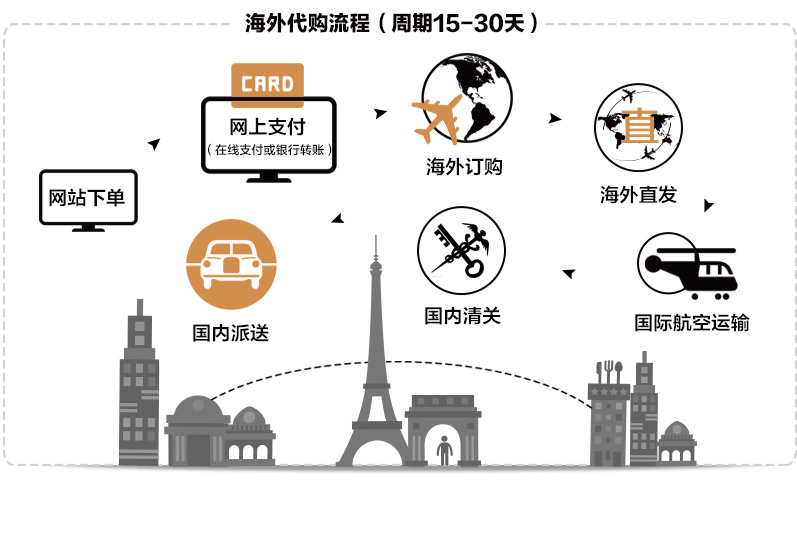 海外代购流程（周期15-30天）
CARD
网上支付
（在线支付或银行转账）
网站下单
海外订购
直
海外直发
国际航空运输
国内清关
国内派送